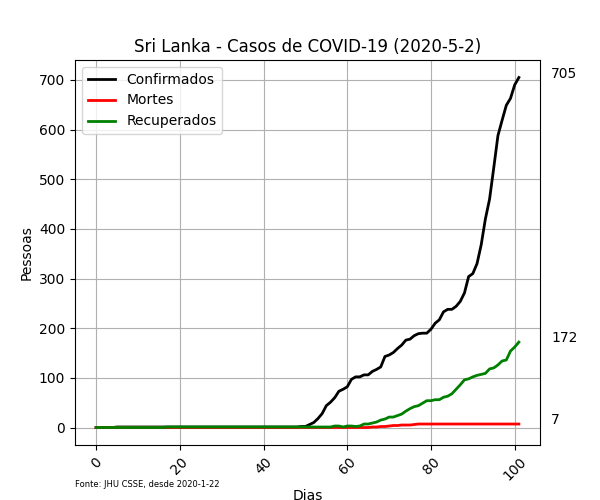 Sri Lanka - Casos de COVID-19 (2020-5-2)
Confirmados
Mortes
Recuperados
705
172
7
700
600
500
400
300
200
100
0
Pessoas
0
20
40
60
80
100
Fonte: JHU CSSE, desde 2020-1-22
Dias